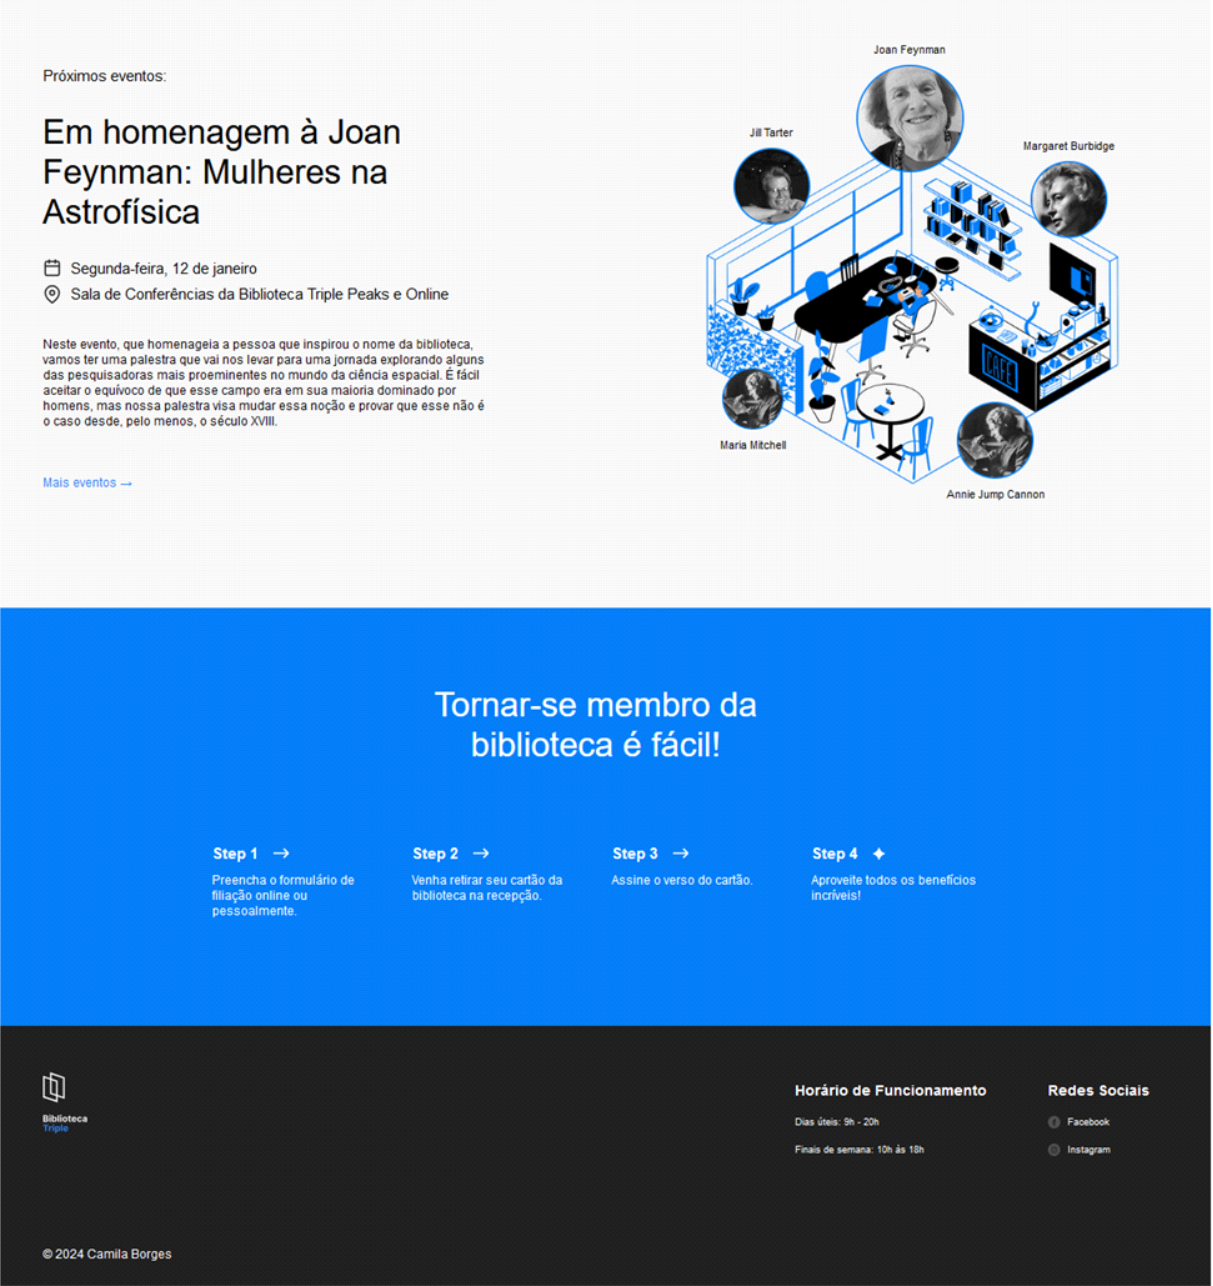 Próximos eventos:
Em homenagem à Joan
Feynman: Mulheres na
Astrofísica
Segunda-feira, 12 de janeiro
Sala de Conferências da Biblioteca Triple Peaks e Online
Neste evento, que homenageia a pessoa que inspirou o nome da biblioteca,
vamos ter uma palestra que vai nos levar para uma jornada explorando alguns
das pesquisadoras mais proeminentes no mundo da ciência espacial. É fácil
aceitar o equívoco de que esse campo era em sua maioria dominado por
homens, mas nossa palestra visa mudar essa noção e provar que esse não é
o caso desde, pelo menos, o século XVIII.
Mais eventos →
Joan Feynman
Jill Tarter
Margaret Burbidge
CAFE
Maria Mitchell
Annie Jump Cannon
Tornar-se membro da
biblioteca é fácil!
Step 1 →
Preencha o formulário de
filiação online ou
pessoalmente.
Step 2 →
Venha retirar seu cartão da
biblioteca na recepção.
Step 3 →
Assine o verso do cartão.
Step 4 ✦
Aproveite todos os benefícios
incríveis!
Biblioteca
Triple
Horário de Funcionamento
Dias úteis: 9h - 20h
Finais de semana: 10h às 18h
Redes Sociais
Facebook
Instagram
© 2024 Camila Borges